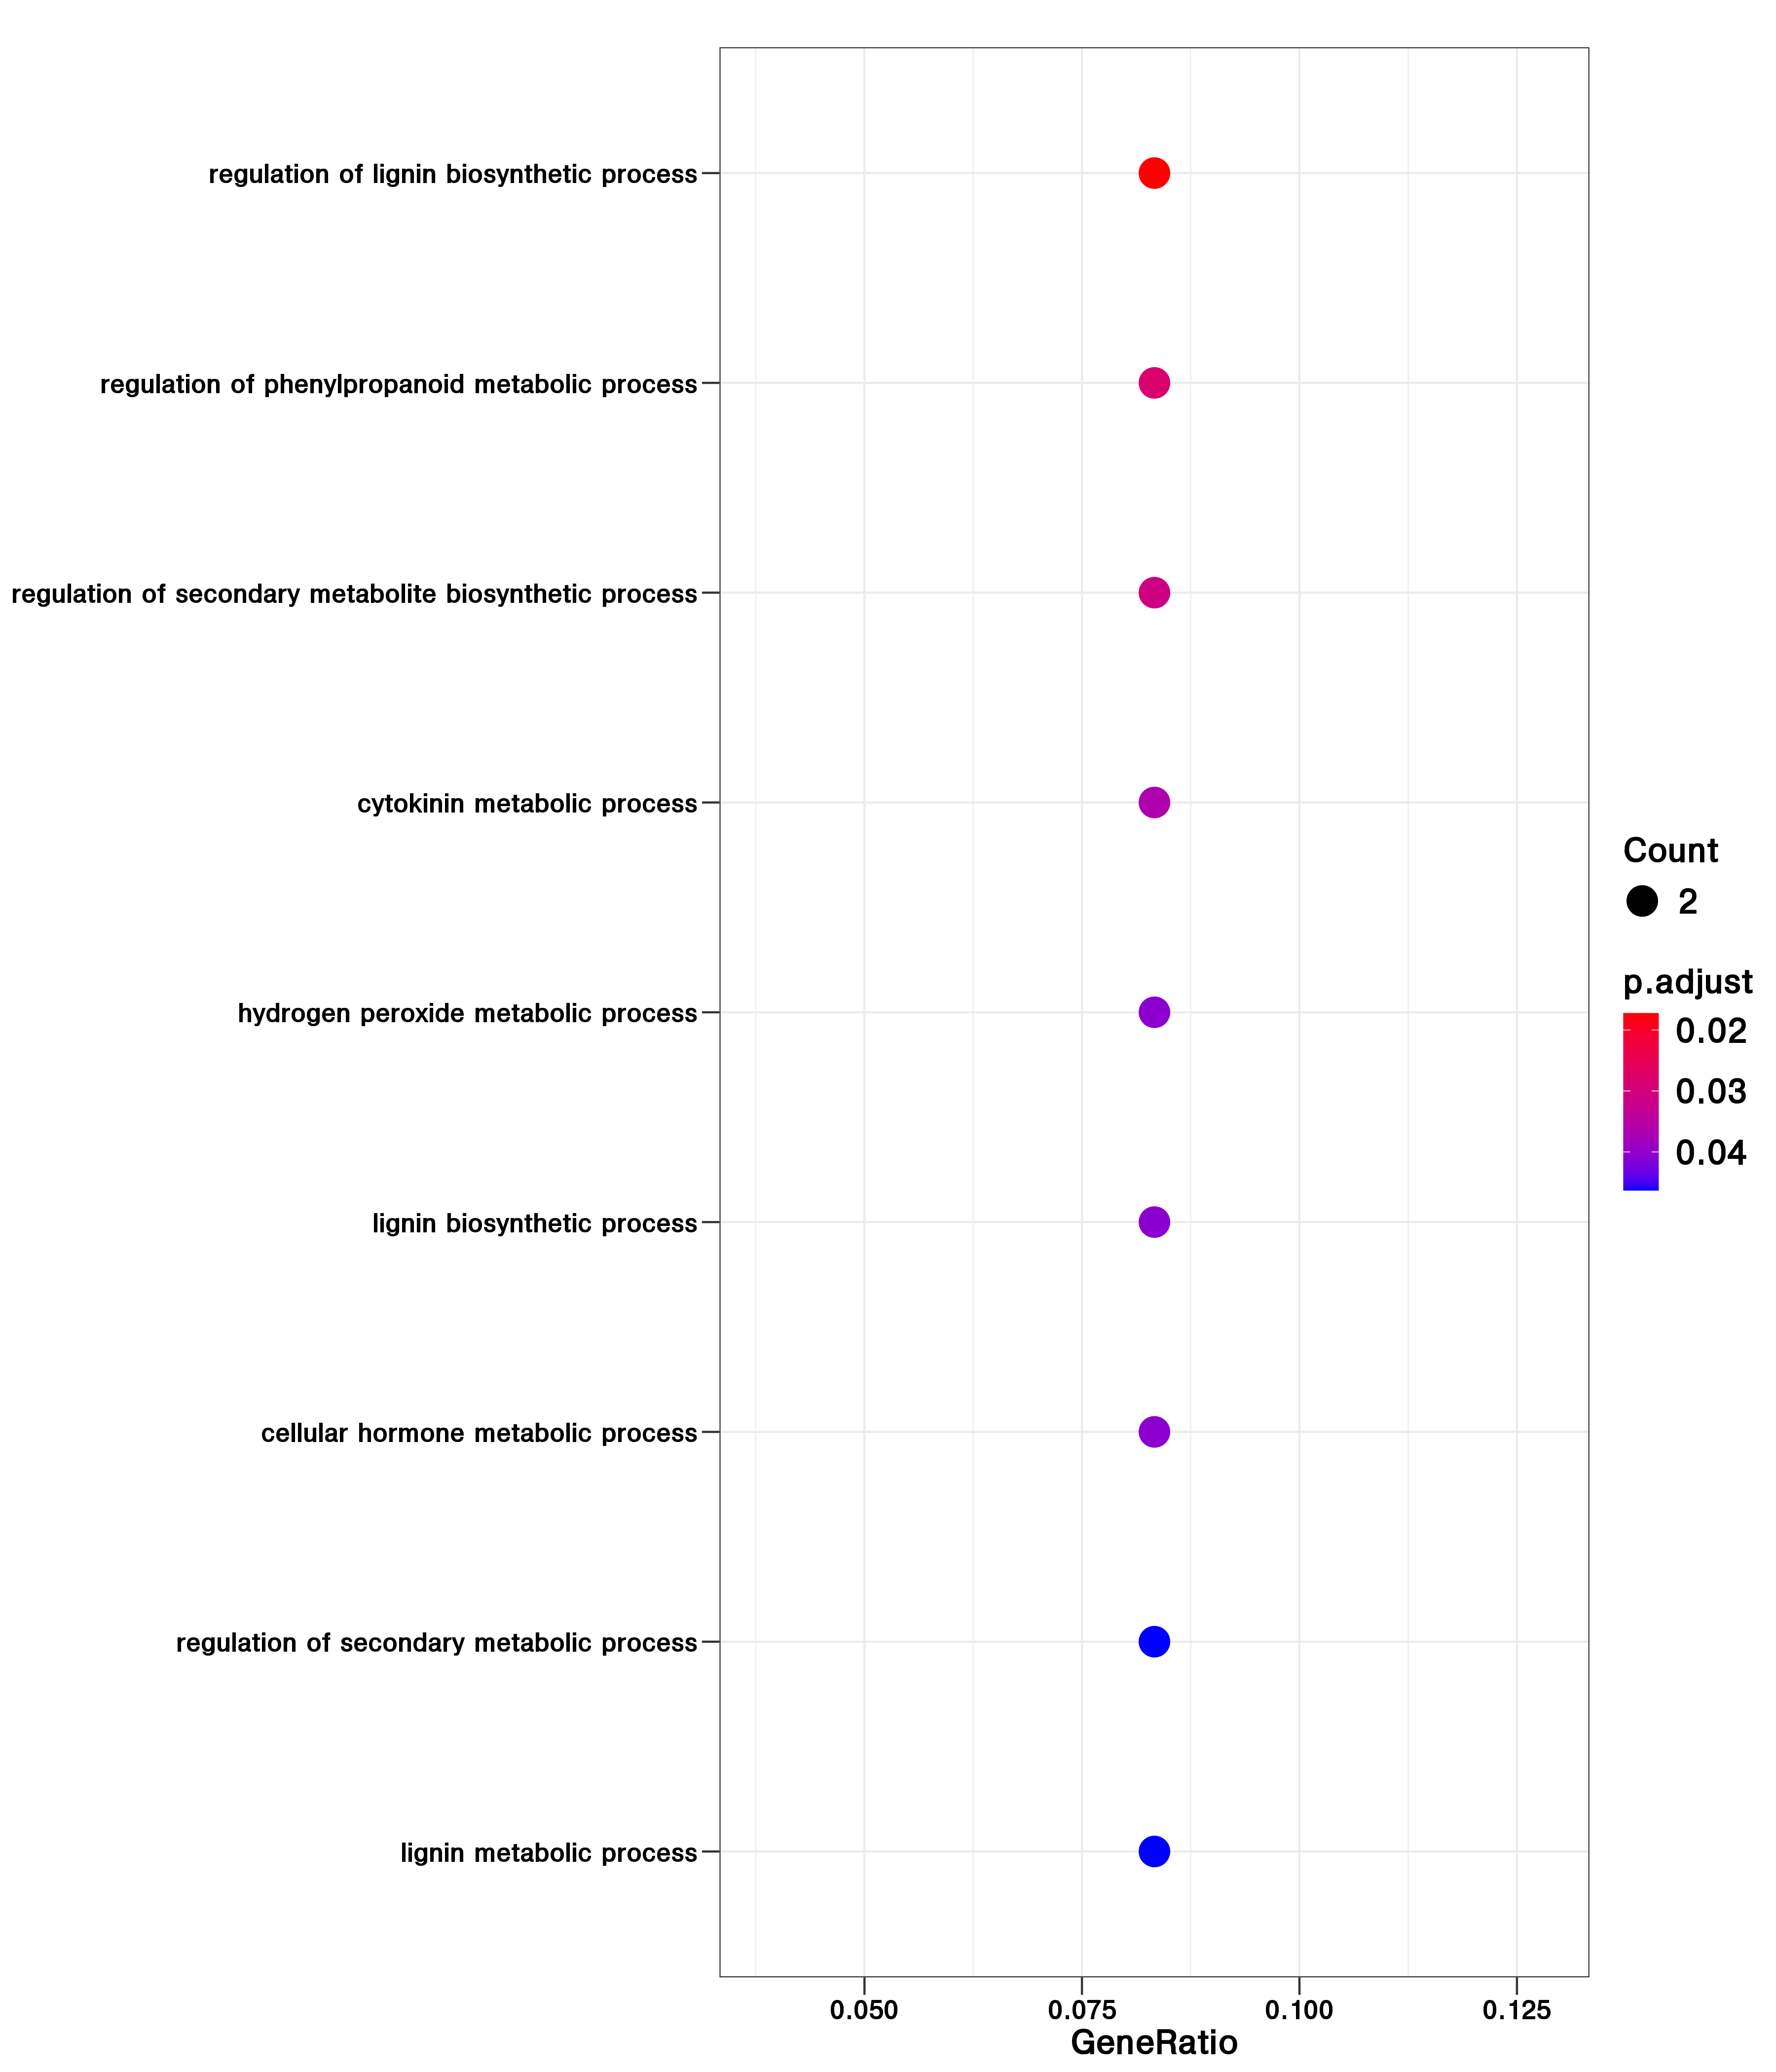 regulation of lignin biosynthetic process
regulation of phenylpropanoid metabolic process
regulation of secondary metabolite biosynthetic process
cytokinin metabolic process
hydrogen peroxide metabolic process
lignin biosynthetic process
cellular hormone metabolic process
regulation of secondary metabolic process
lignin metabolic process
0.050 0.075 0.100 0.125
GeneRatio
Count
2
p.adjust
0.02
0.03
0.04